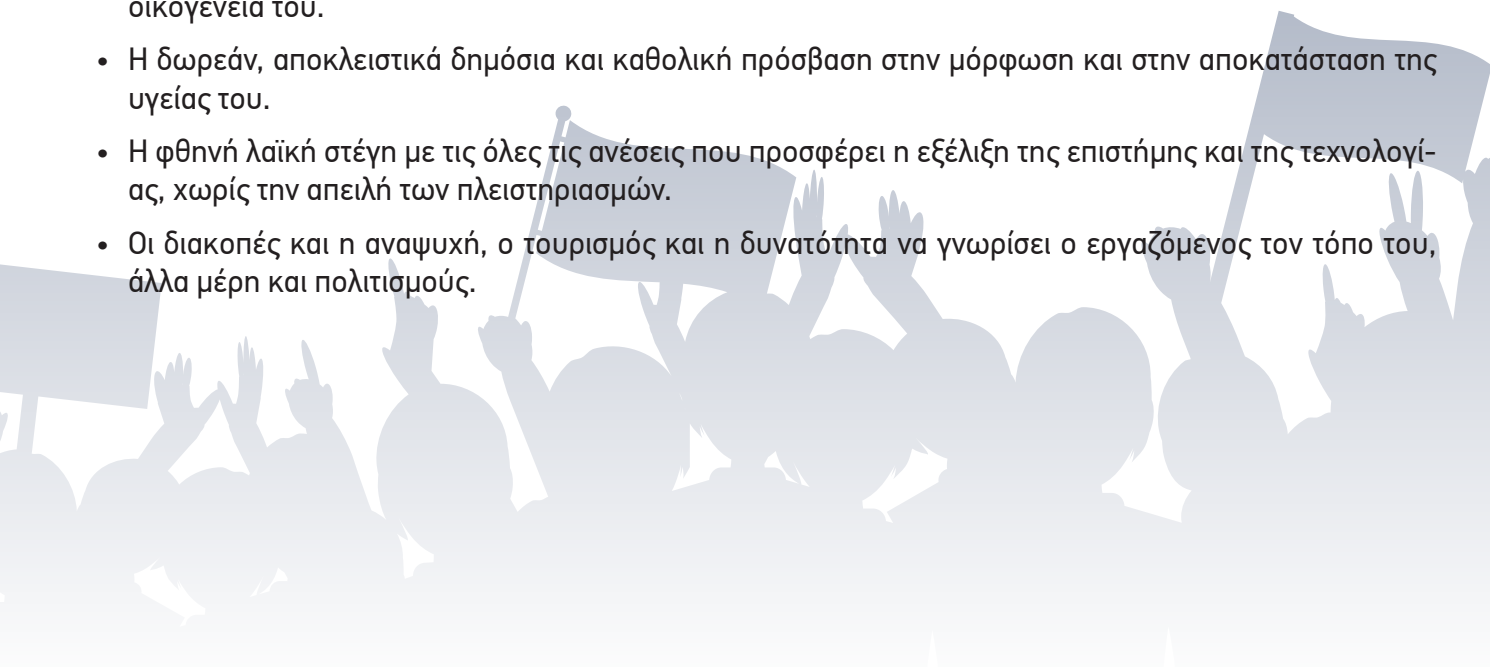 οικογένειά του.
• Η δωρεάν, αποκλειστικά δημόσια και καθολική πρόσβαση στην μόρφωση και στην αποκατάσταση της
υγείας του.
• Η φθηνή λαϊκή στέγη με τις όλες τις ανέσεις που προσφέρει η εξέλιξη της επιστήμης και της τεχνολογί-
ας, χωρίς την απειλή των πλειστηριασμών.
• Οι διακοπές και η αναψυχή, ο τουρισμός και η δυνατότητα να γνωρίσει ο εργαζόμενος τον τόπο του,
άλλα μέρη και πολιτισμούς.